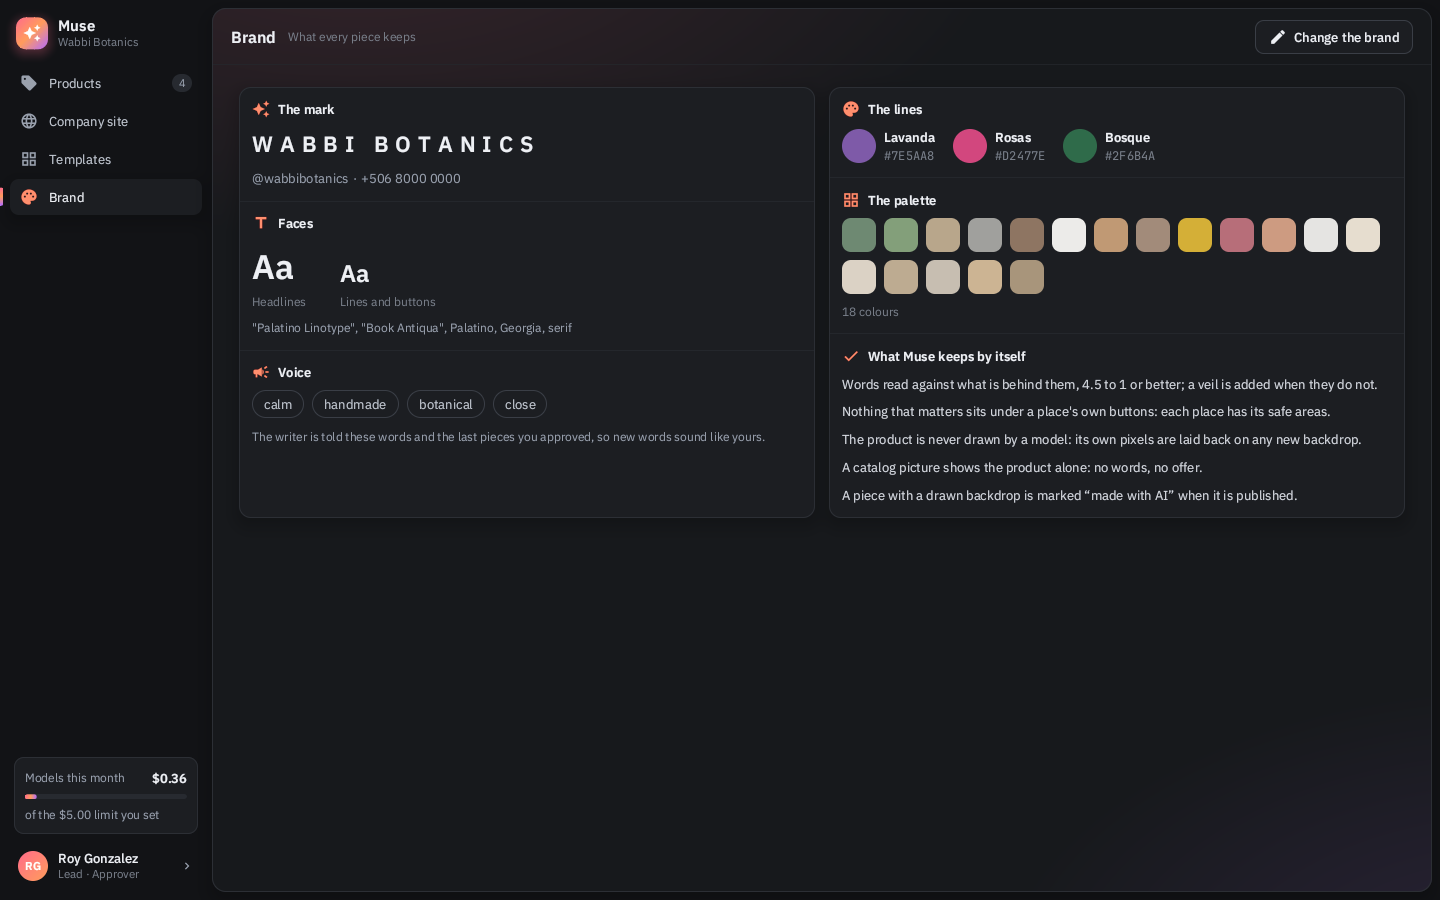 Muse
Wabbi Botanics
Products 4
Company site
Templates
Brand
Models this month $0.36
of the $5.00 limit you set
RG
Roy Gonzalez
Lead · Approver
Brand What every piece keeps
Change the brand
The mark
WABBI BOTANICS
@wabbibotanics · +506 8000 0000
Faces
Aa Aa
Headlines Lines and buttons
"Palatino Linotype", "Book Antiqua", Palatino, Georgia, serif
Voice
calm handmade botanical close
The writer is told these words and the last pieces you approved, so new words sound like yours.
The lines
Lavanda Rosas Bosque
#7E5AA8 #D2477E #2F6B4A
The palette
18 colours
What Muse keeps by itself
Words read against what is behind them, 4.5 to 1 or better; a veil is added when they do not.
Nothing that matters sits under a place's own buttons: each place has its safe areas.
The product is never drawn by a model: its own pixels are laid back on any new backdrop.
A catalog picture shows the product alone: no words, no offer.
A piece with a drawn backdrop is marked “made with AI” when it is published.